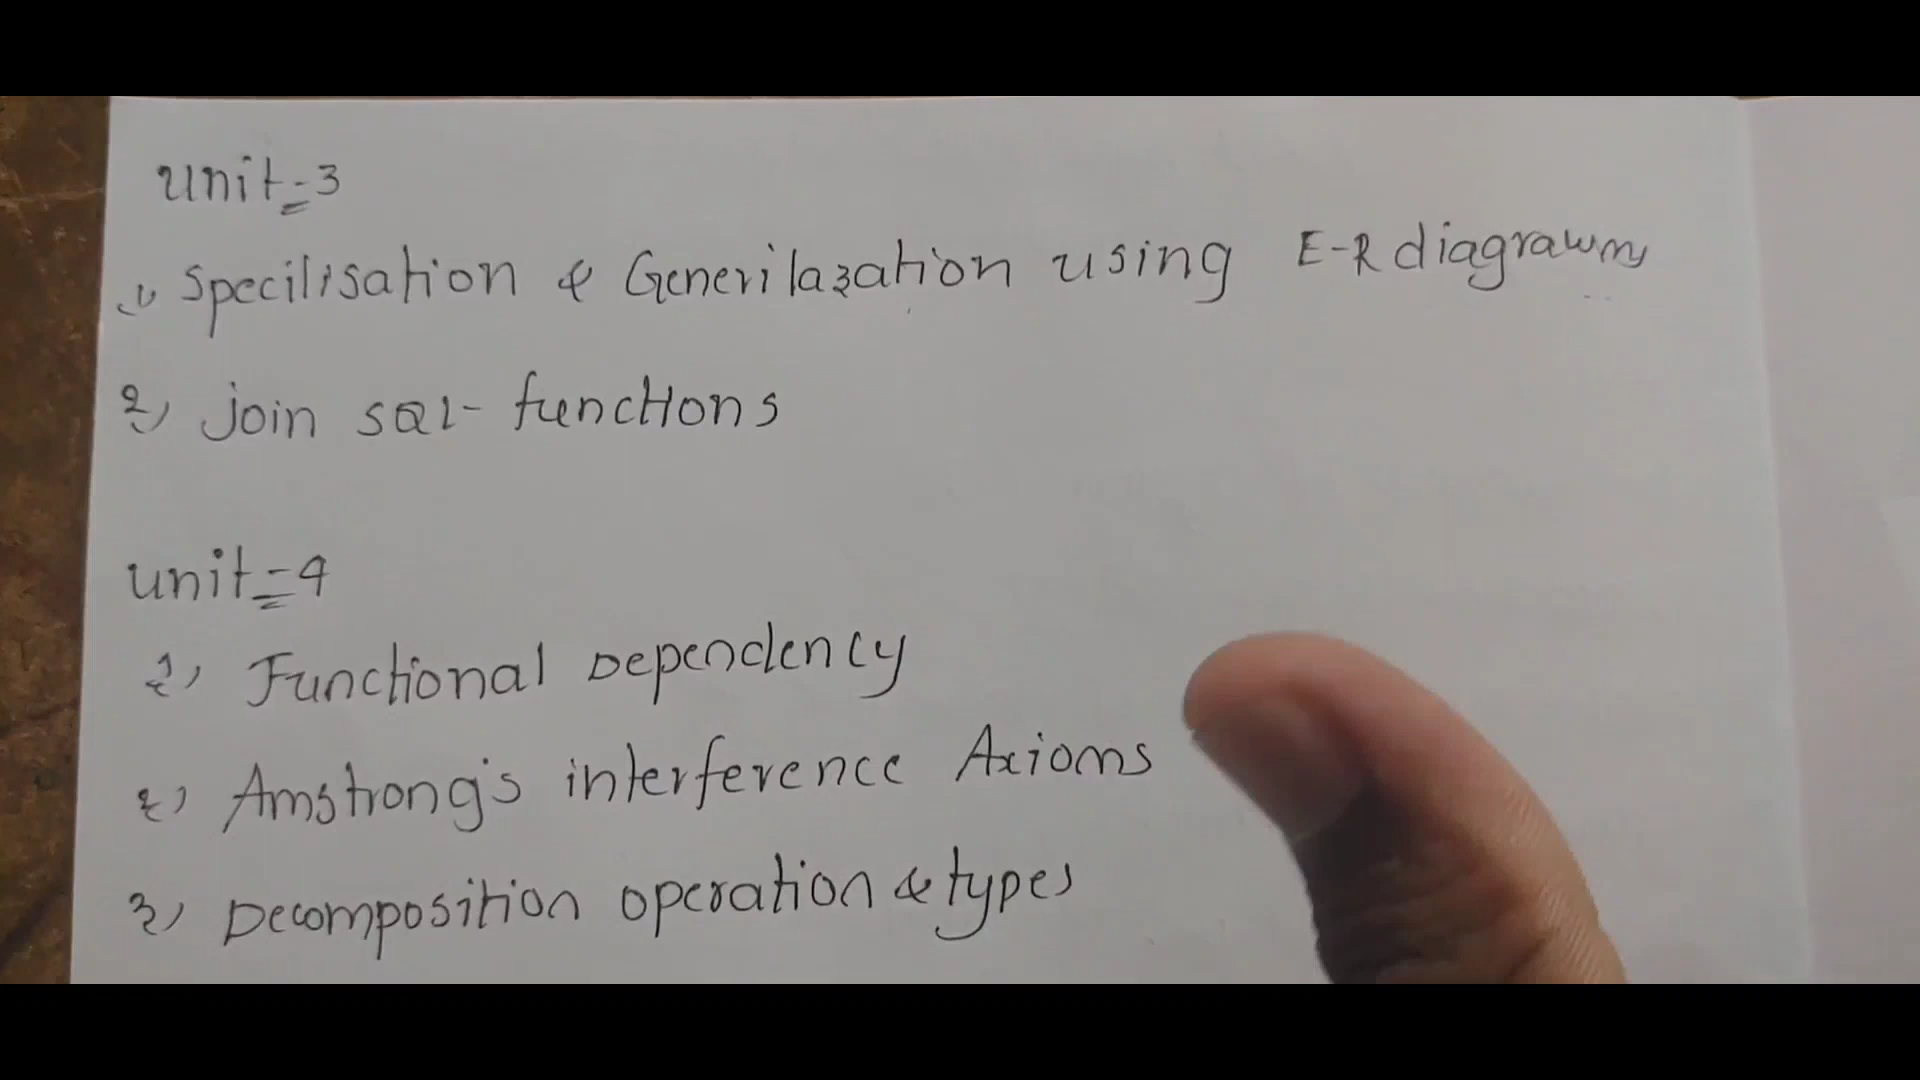 unit-3
1) Specilisation & Generilazation using E-R diagrawm
2) join SQL- functions
unit-4
1) Functional Dependency
2) Amstrong's interference Axioms
3) Decomposition operation & types